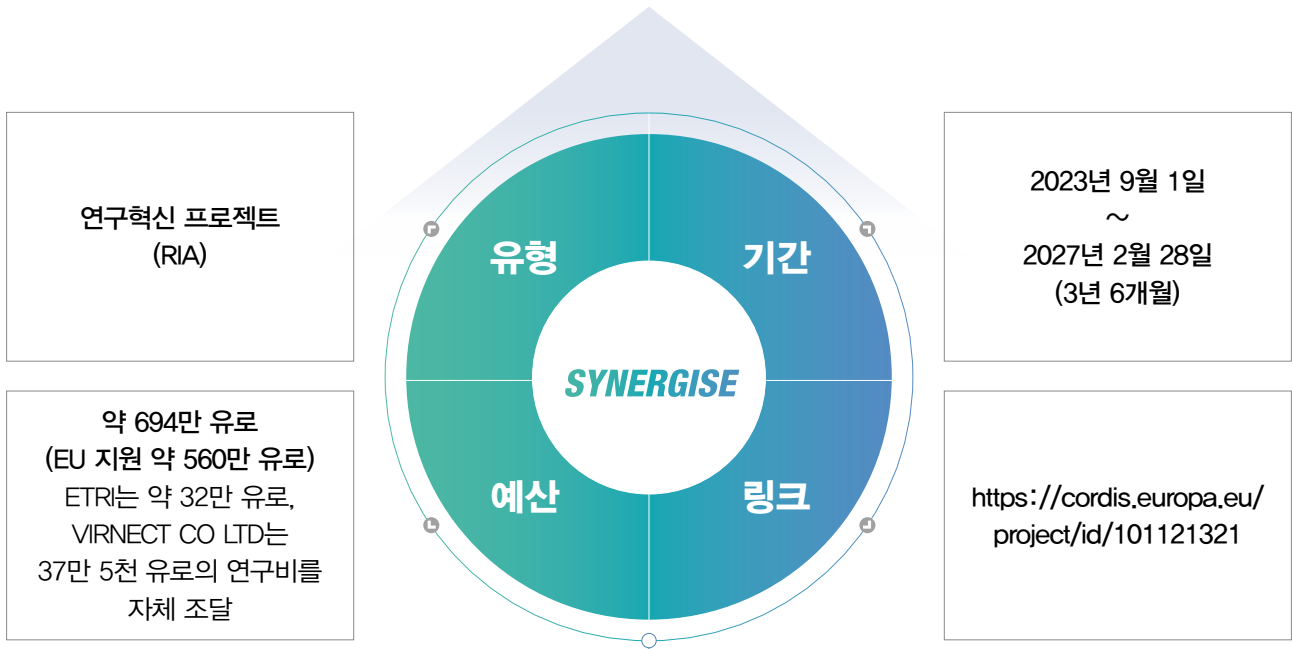 연구혁신 프로젝트
(RIA)
유형
기간
2023년 9월 1일
~
2027년 2월 28일
(3년 6개월)
SYNERGISE
약 694만 유로
(EU 지원 약 560만 유로)
ETRI는 약 32만 유로,
VIRNECT CO LTD는
37만 5천 유로의 연구비를
자체 조달
예산
링크
https://cordis.europa.eu/
project/id/101121321